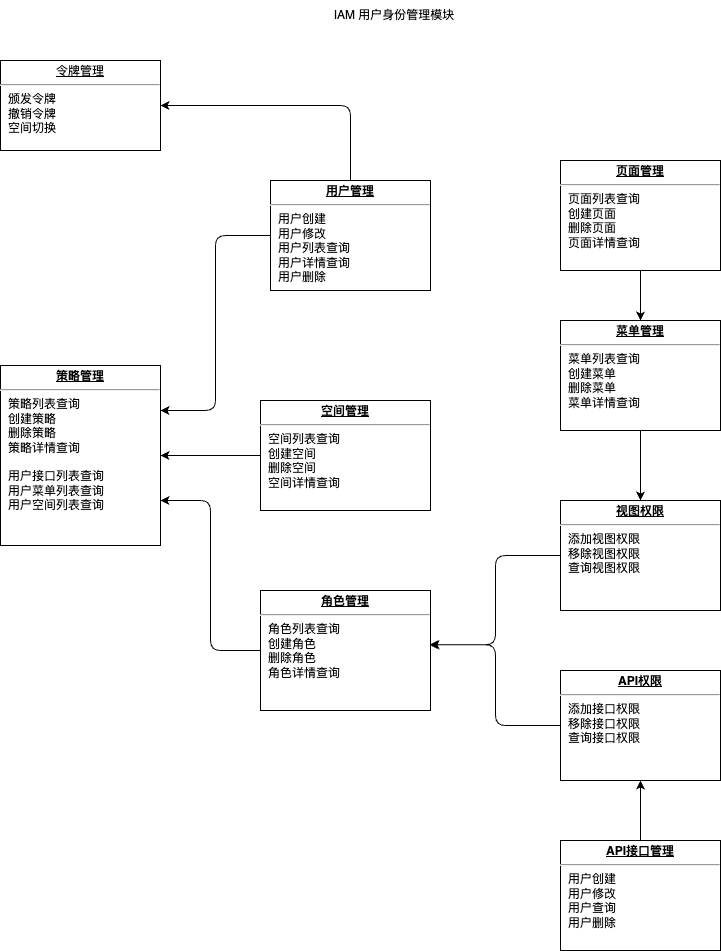 IAM 用户身份管理模块
令牌管理
颁发令牌
撤销令牌
空间切换
用户管理
用户创建
用户修改
用户列表查询
用户详情查询
用户删除
页面管理
页面列表查询
创建页面
删除页面
页面详情查询
菜单管理
菜单列表查询
创建菜单
删除菜单
菜单详情查询
策略管理
策略列表查询
创建策略
删除策略
策略详情查询
用户接口列表查询
用户菜单列表查询
用户空间列表查询
空间管理
空间列表查询
创建空间
删除空间
空间详情查询
视图权限
添加视图权限
移除视图权限
查询视图权限
角色管理
角色列表查询
创建角色
删除角色
角色详情查询
API权限
添加接口权限
移除接口权限
查询接口权限
API接口管理
用户创建
用户修改
用户查询
用户删除